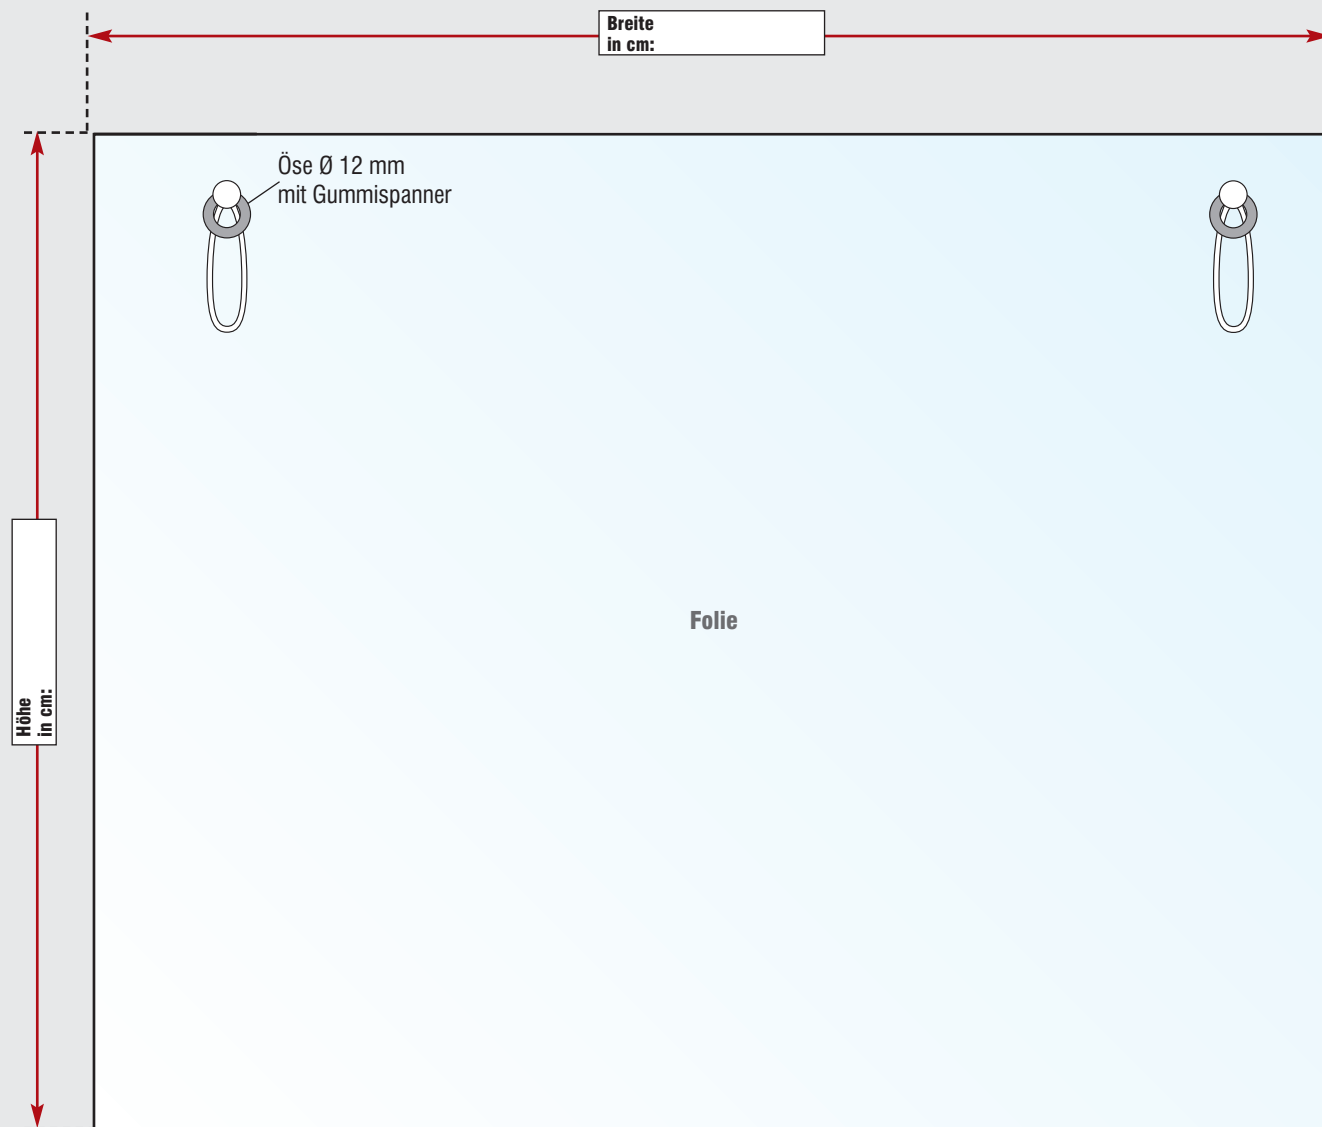 Breite
in cm:
Öse Ø 12 mm
mit Gummispanner
Folie
Höhe
in cm: